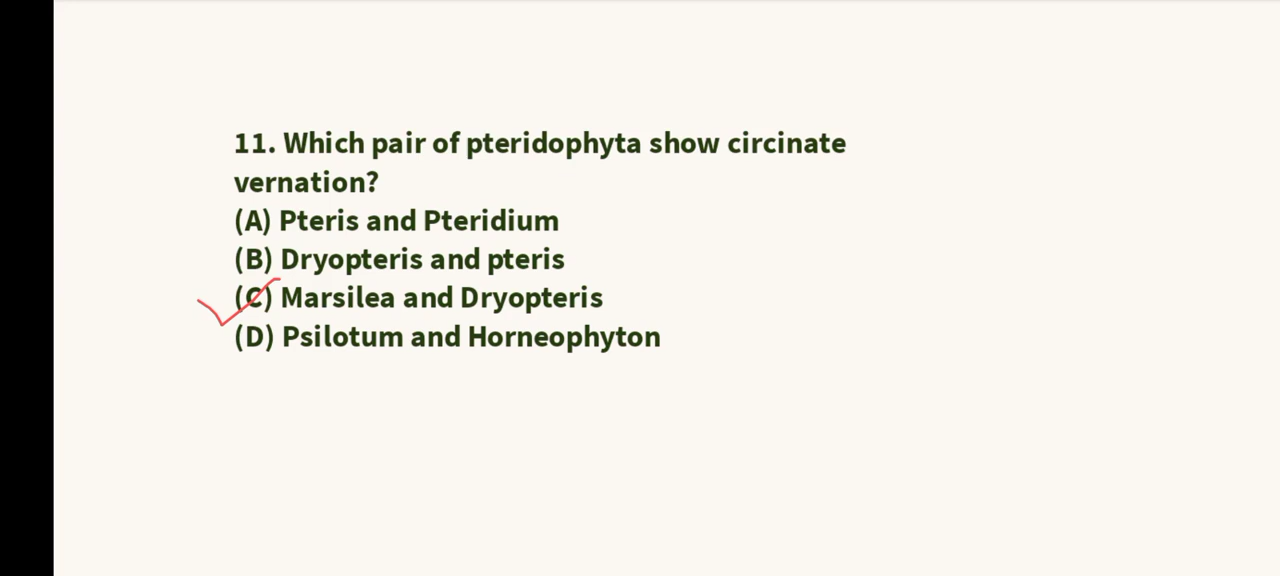 11. Which pair of pteridophyta show circinate
vernation?
(A) Pteris and Pteridium
(B) Dryopteris and pteris
(C) Marsilea and Dryopteris
(D) Psilotum and Horneophyton